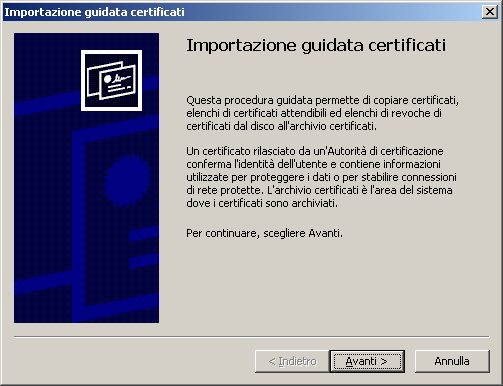 Importazione guidata certificati
Importazione guidata certificati
Questa procedura guidata permette di copiare certificati,
elenchi di certificati attendibili ed elenchi di revoche di
certificati dal disco all'archivio certificati.
Un certificato rilasciato da un'Autorità di certificazione
conferma l'identità dell'utente e contiene informazioni
utilizzate per proteggere i dati o per stabilire connessioni
di rete protette. L'archivio certificati è l'area del sistema
dove i certificati sono archiviati.
Per continuare, scegliere Avanti.
< Indietro
Avanti >
Annulla